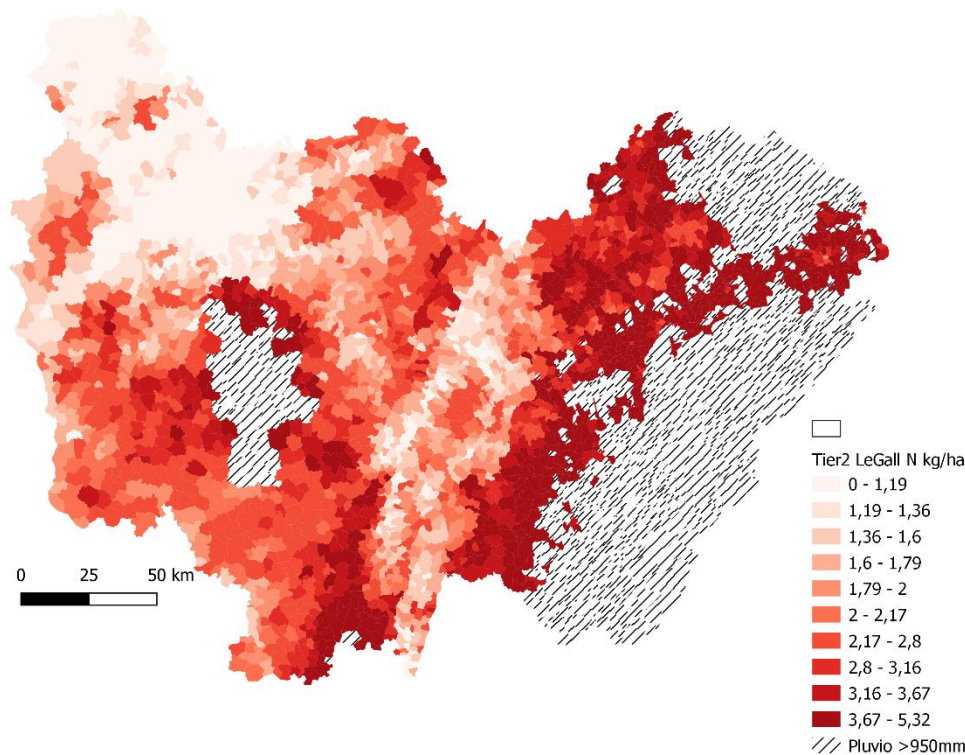 0 25 50 km
Tier2 LeGall N kg/ha
0 - 1,19
1,19 - 1,36
1,36 - 1,6
1,6 - 1,79
1,79 - 2
2 - 2,17
2,17 - 2,8
2,8 - 3,16
3,16 - 3,67
3,67 - 5,32
Pluvio >950mm